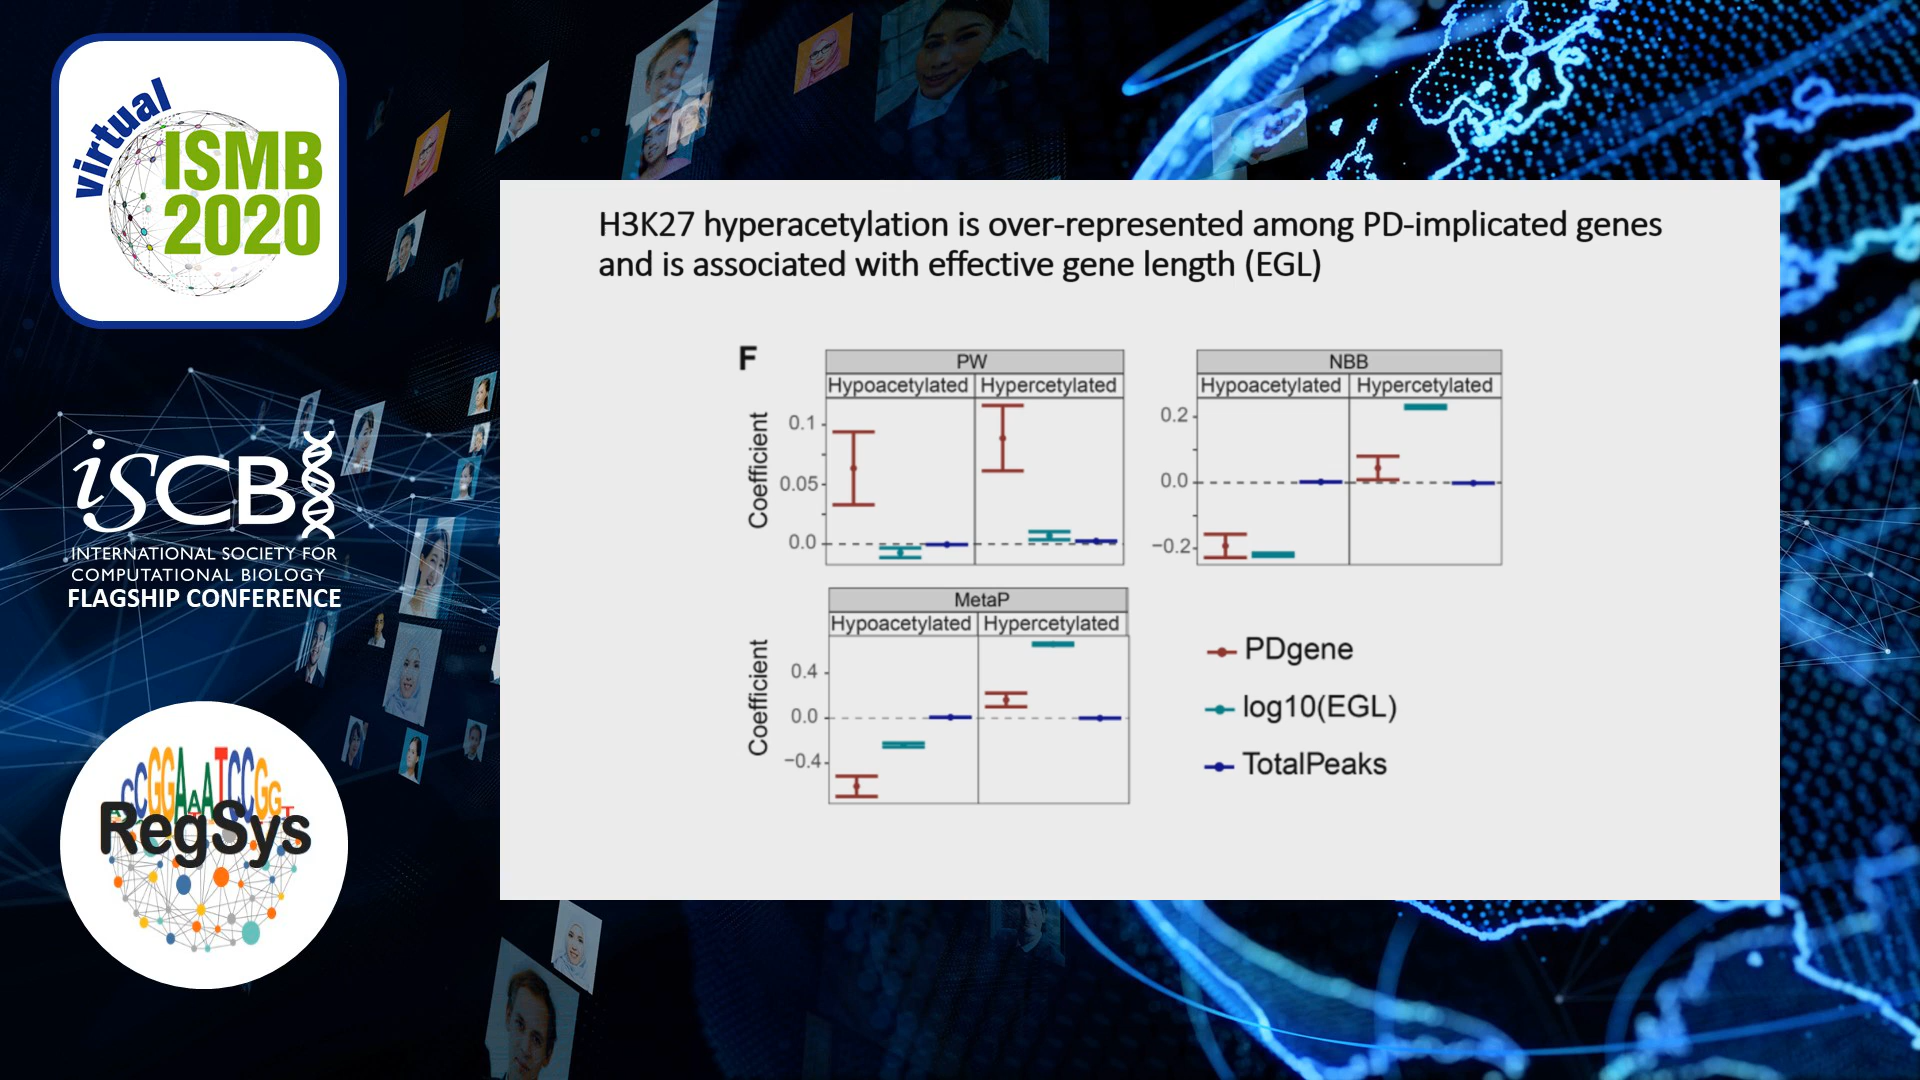 virtual
ISMB
2020
iSCB
INTERNATIONAL SOCIETY FOR
COMPUTATIONAL BIOLOGY
FLAGSHIP CONFERENCE
RegSys
H3K27 hyperacetylation is over-represented among PD-implicated genes
and is associated with effective gene length (EGL)
F
PW
Hypoacetylated Hypercetylated
Coefficient
0.1
0.05
0.0
NBB
Hypoacetylated Hypercetylated
0.2
0.0
−0.2
MetaP
Hypoacetylated Hypercetylated
Coefficient
0.4
0.0
−0.4
PDgene
log10(EGL)
TotalPeaks